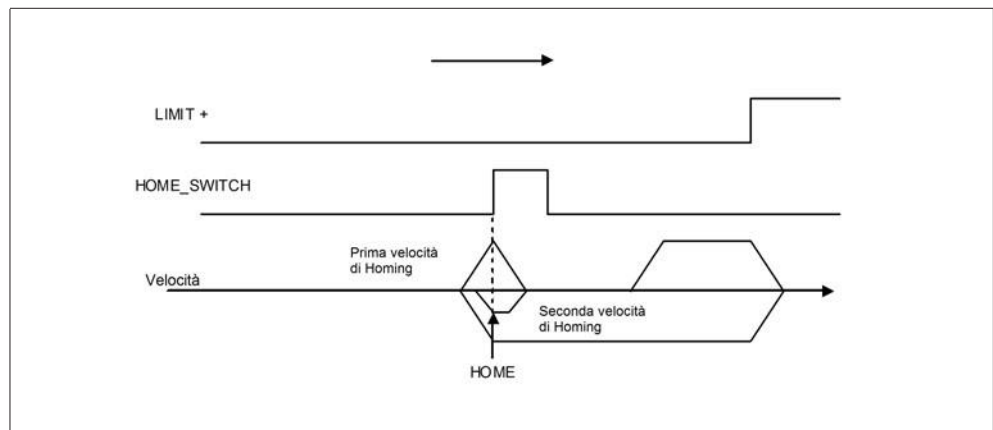 LIMIT +
HOME_SWITCH
Prima velocità
di Homing
Velocità
Seconda velocità
di Homing
HOME